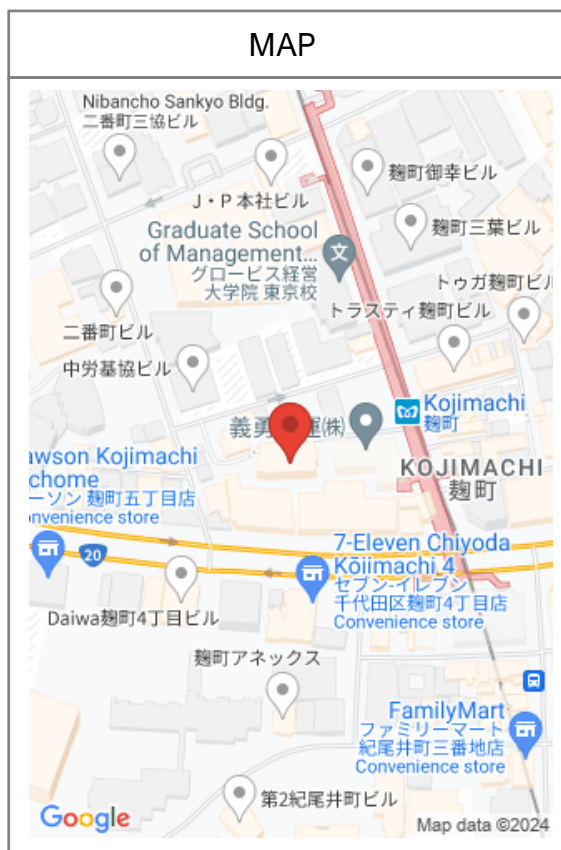 MAP
Nibancho Sankyo Bldg.
二番町三協ビル
麹町御幸ビル
J・P本社ビル
麹町三葉ビル
Graduate School
of Management...
グロービス経営
大学院 東京校
トゥガ麹町ビル
トラスティ麹町ビル
二番町ビル
中労基協ビル
Kojimachi
麹町
義勇
運㈱
KOJIMACHI
麹町
awson Kojimachi
chome
ーソン 麹町五丁目店
onvenience store
20
7-Eleven Chiyoda
Kōjimachi 4
セブン-イレブン
千代田区麹町4丁目店
Convenience store
Daiwa麹町4丁目ビル
麹町アネックス
FamilyMart
ファミリーマート
紀尾井町三番地店
Convenience store
第2紀尾井町ビル
Google
Map data ©2024